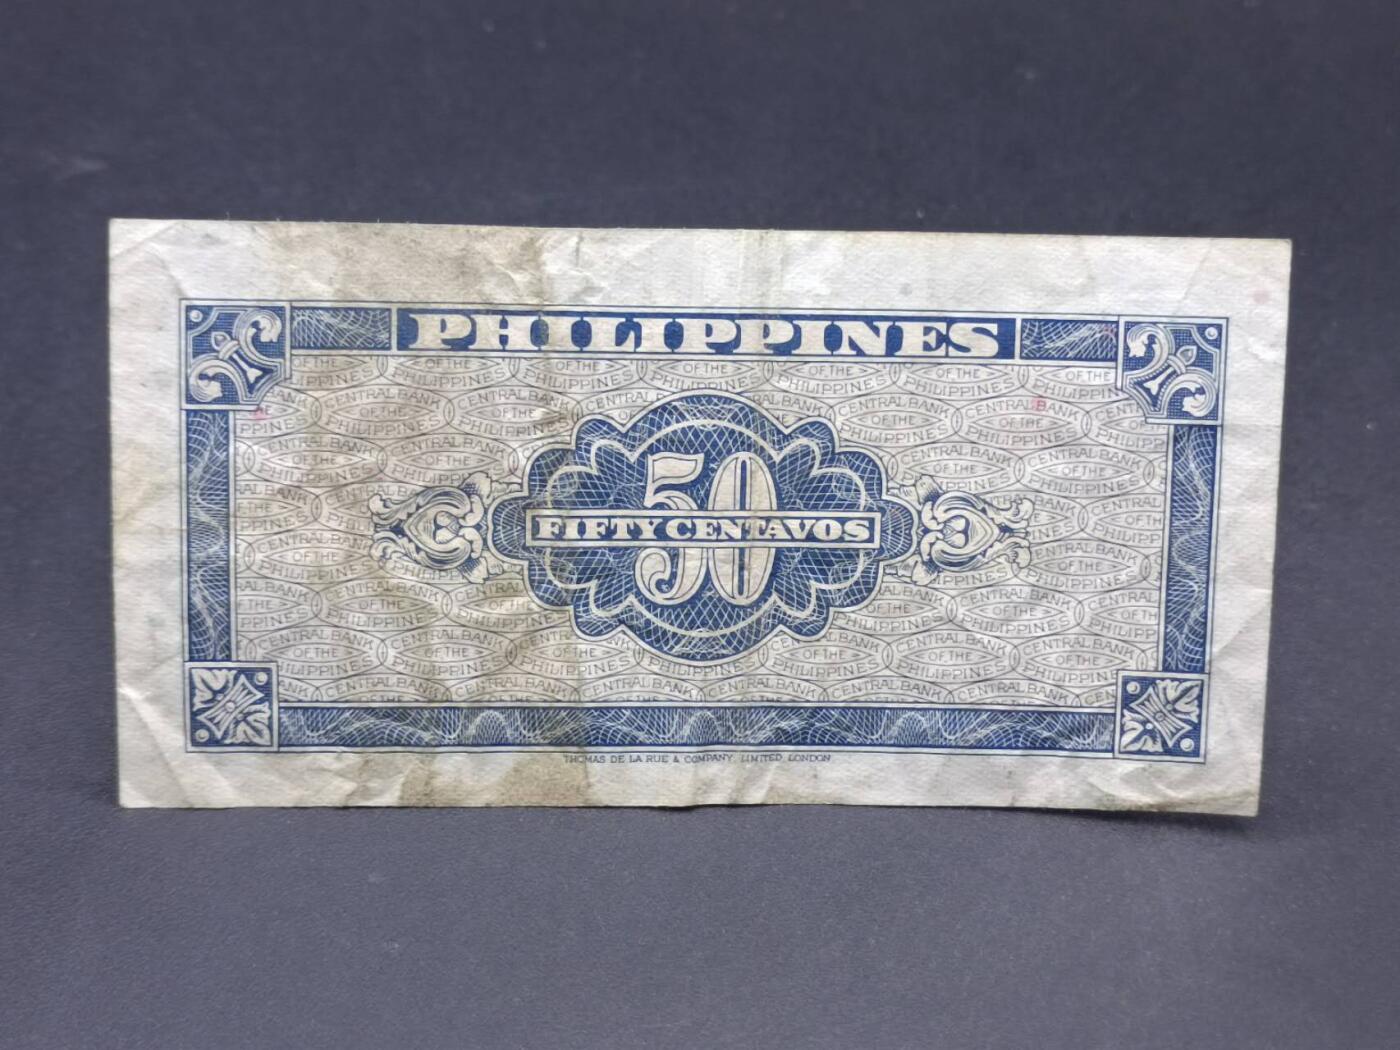 PHILIPPINES
CENTRAL BANK
OF THE
PHILIPPINES
50
FIFTY CENTAVOS
THOMAS DE LA RUE & COMPANY, LIMITED, LONDON